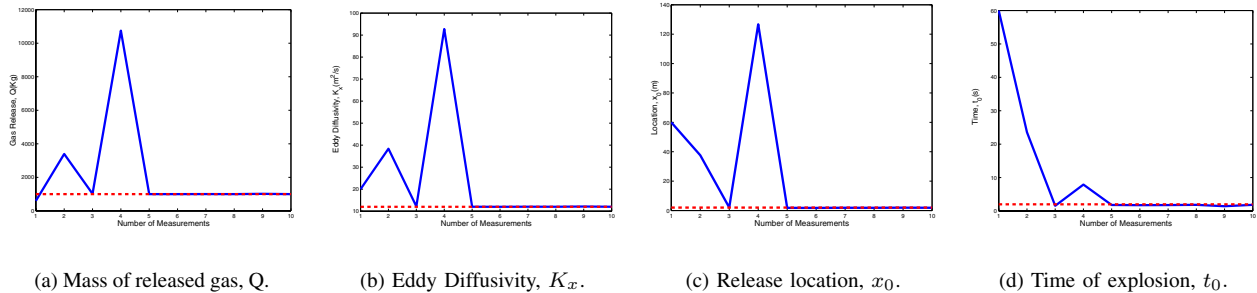 12000
10000
8000
6000
4000
2000
0
Gas Release, Q(Kg)
1 2 3 4 5 6 7 8 9 10
Number of Measurements
100
90
80
70
60
50
40
30
20
10
Eddy Diffusivity, Kx(m²/s)
1 2 3 4 5 6 7 8 9 10
Number of Measurements
140
120
100
80
60
40
20
0
Location, x0(m)
1 2 3 4 5 6 7 8 9 10
Number of Measurements
60
50
40
30
20
10
0
Time, t0(s)
1 2 3 4 5 6 7 8 9 10
Number of Measurements
(a) Mass of released gas, Q.
(b) Eddy Diffusivity, Kx.
(c) Release location, x0.
(d) Time of explosion, t0.